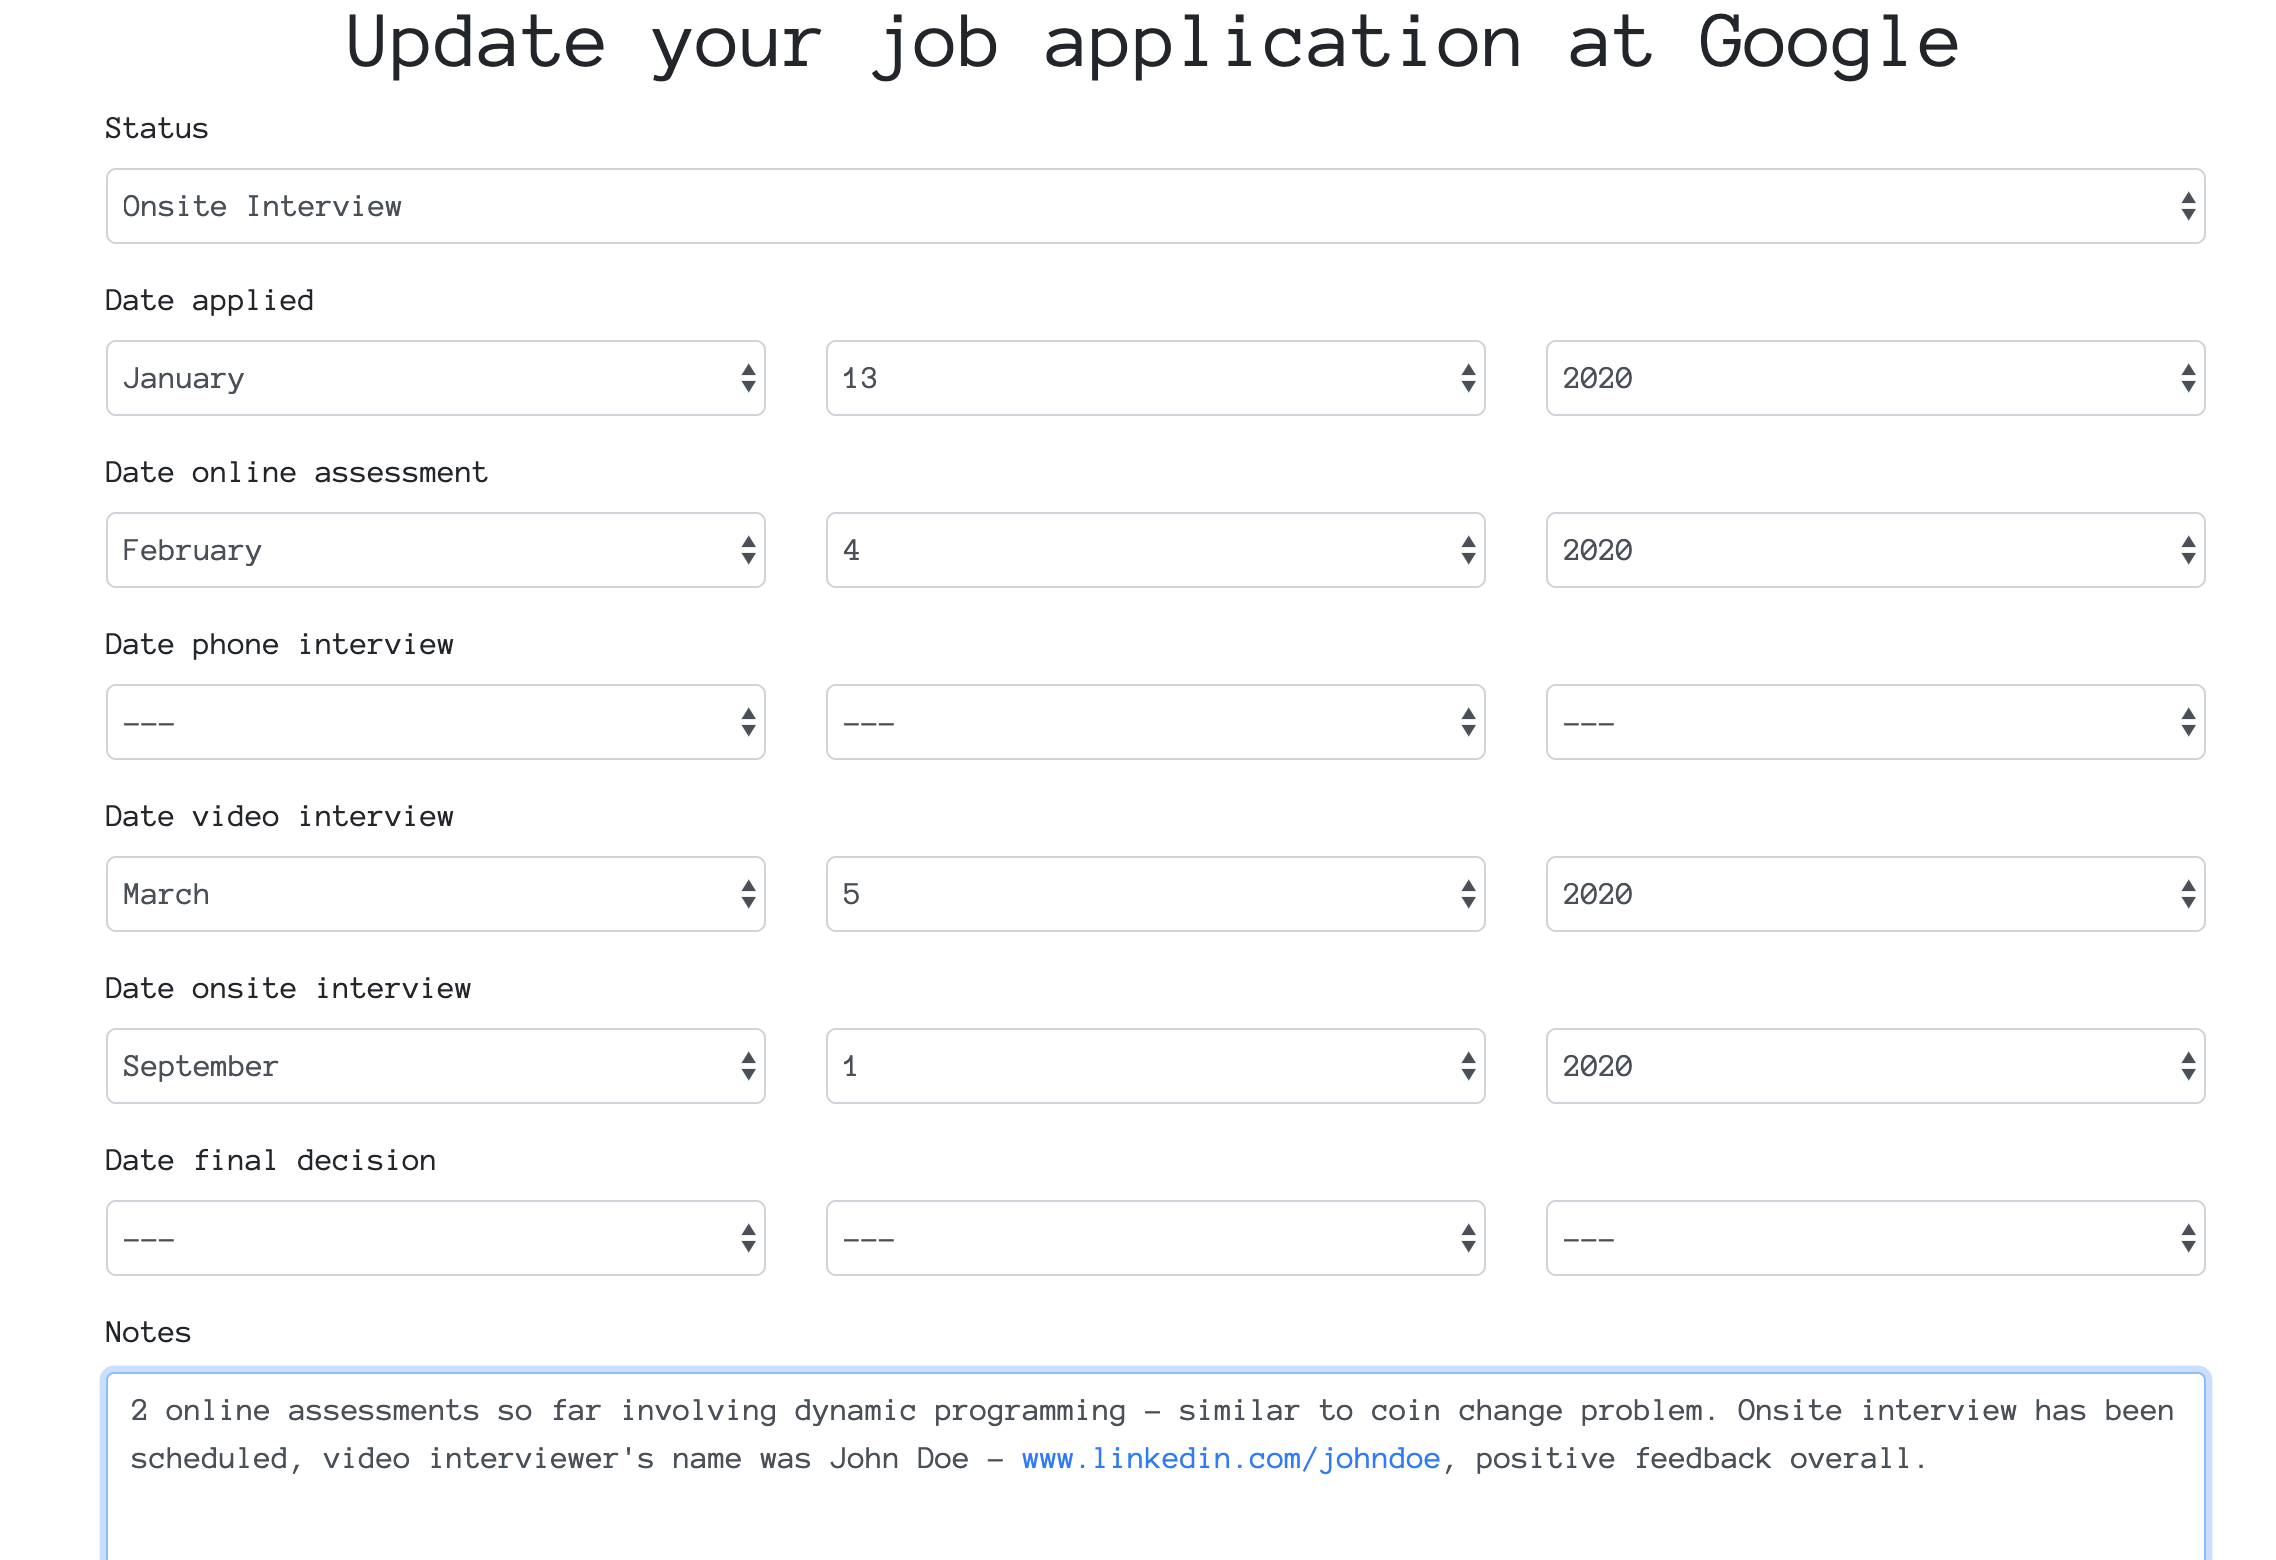 Update your job application at Google
Status
Onsite Interview
Date applied
January 13 2020
Date online assessment
February 4 2020
Date phone interview
--- --- ---
Date video interview
March 5 2020
Date onsite interview
September 1 2020
Date final decision
--- --- ---
Notes
2 online assessments so far involving dynamic programming - similar to coin change problem. Onsite interview has been
scheduled, video interviewer's name was John Doe - www.linkedin.com/johndoe, positive feedback overall.